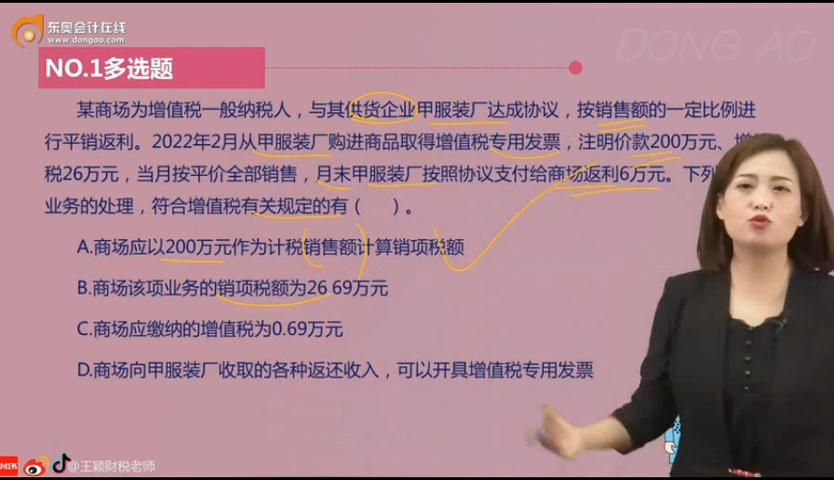 东奥会计在线
www.dongao.com
DONG AO
NO.1多选题
某商场为增值税一般纳税人，与其供货企业甲服装厂达成协议，按销售额的一定比例进
行平销返利。2022年2月从甲服装厂购进商品取得增值税专用发票，注明价款200万元、增
税26万元，当月按平价全部销售，月末甲服装厂按照协议支付给商场返利6万元。下列
业务的处理，符合增值税有关规定的有（ ）。
A.商场应以200万元作为计税销售额计算销项税额
B.商场该项业务的销项税额为26 69万元
C.商场应缴纳的增值税为0.69万元
D.商场向甲服装厂收取的各种返还收入，可以开具增值税专用发票
小红书
@王颖财税老师